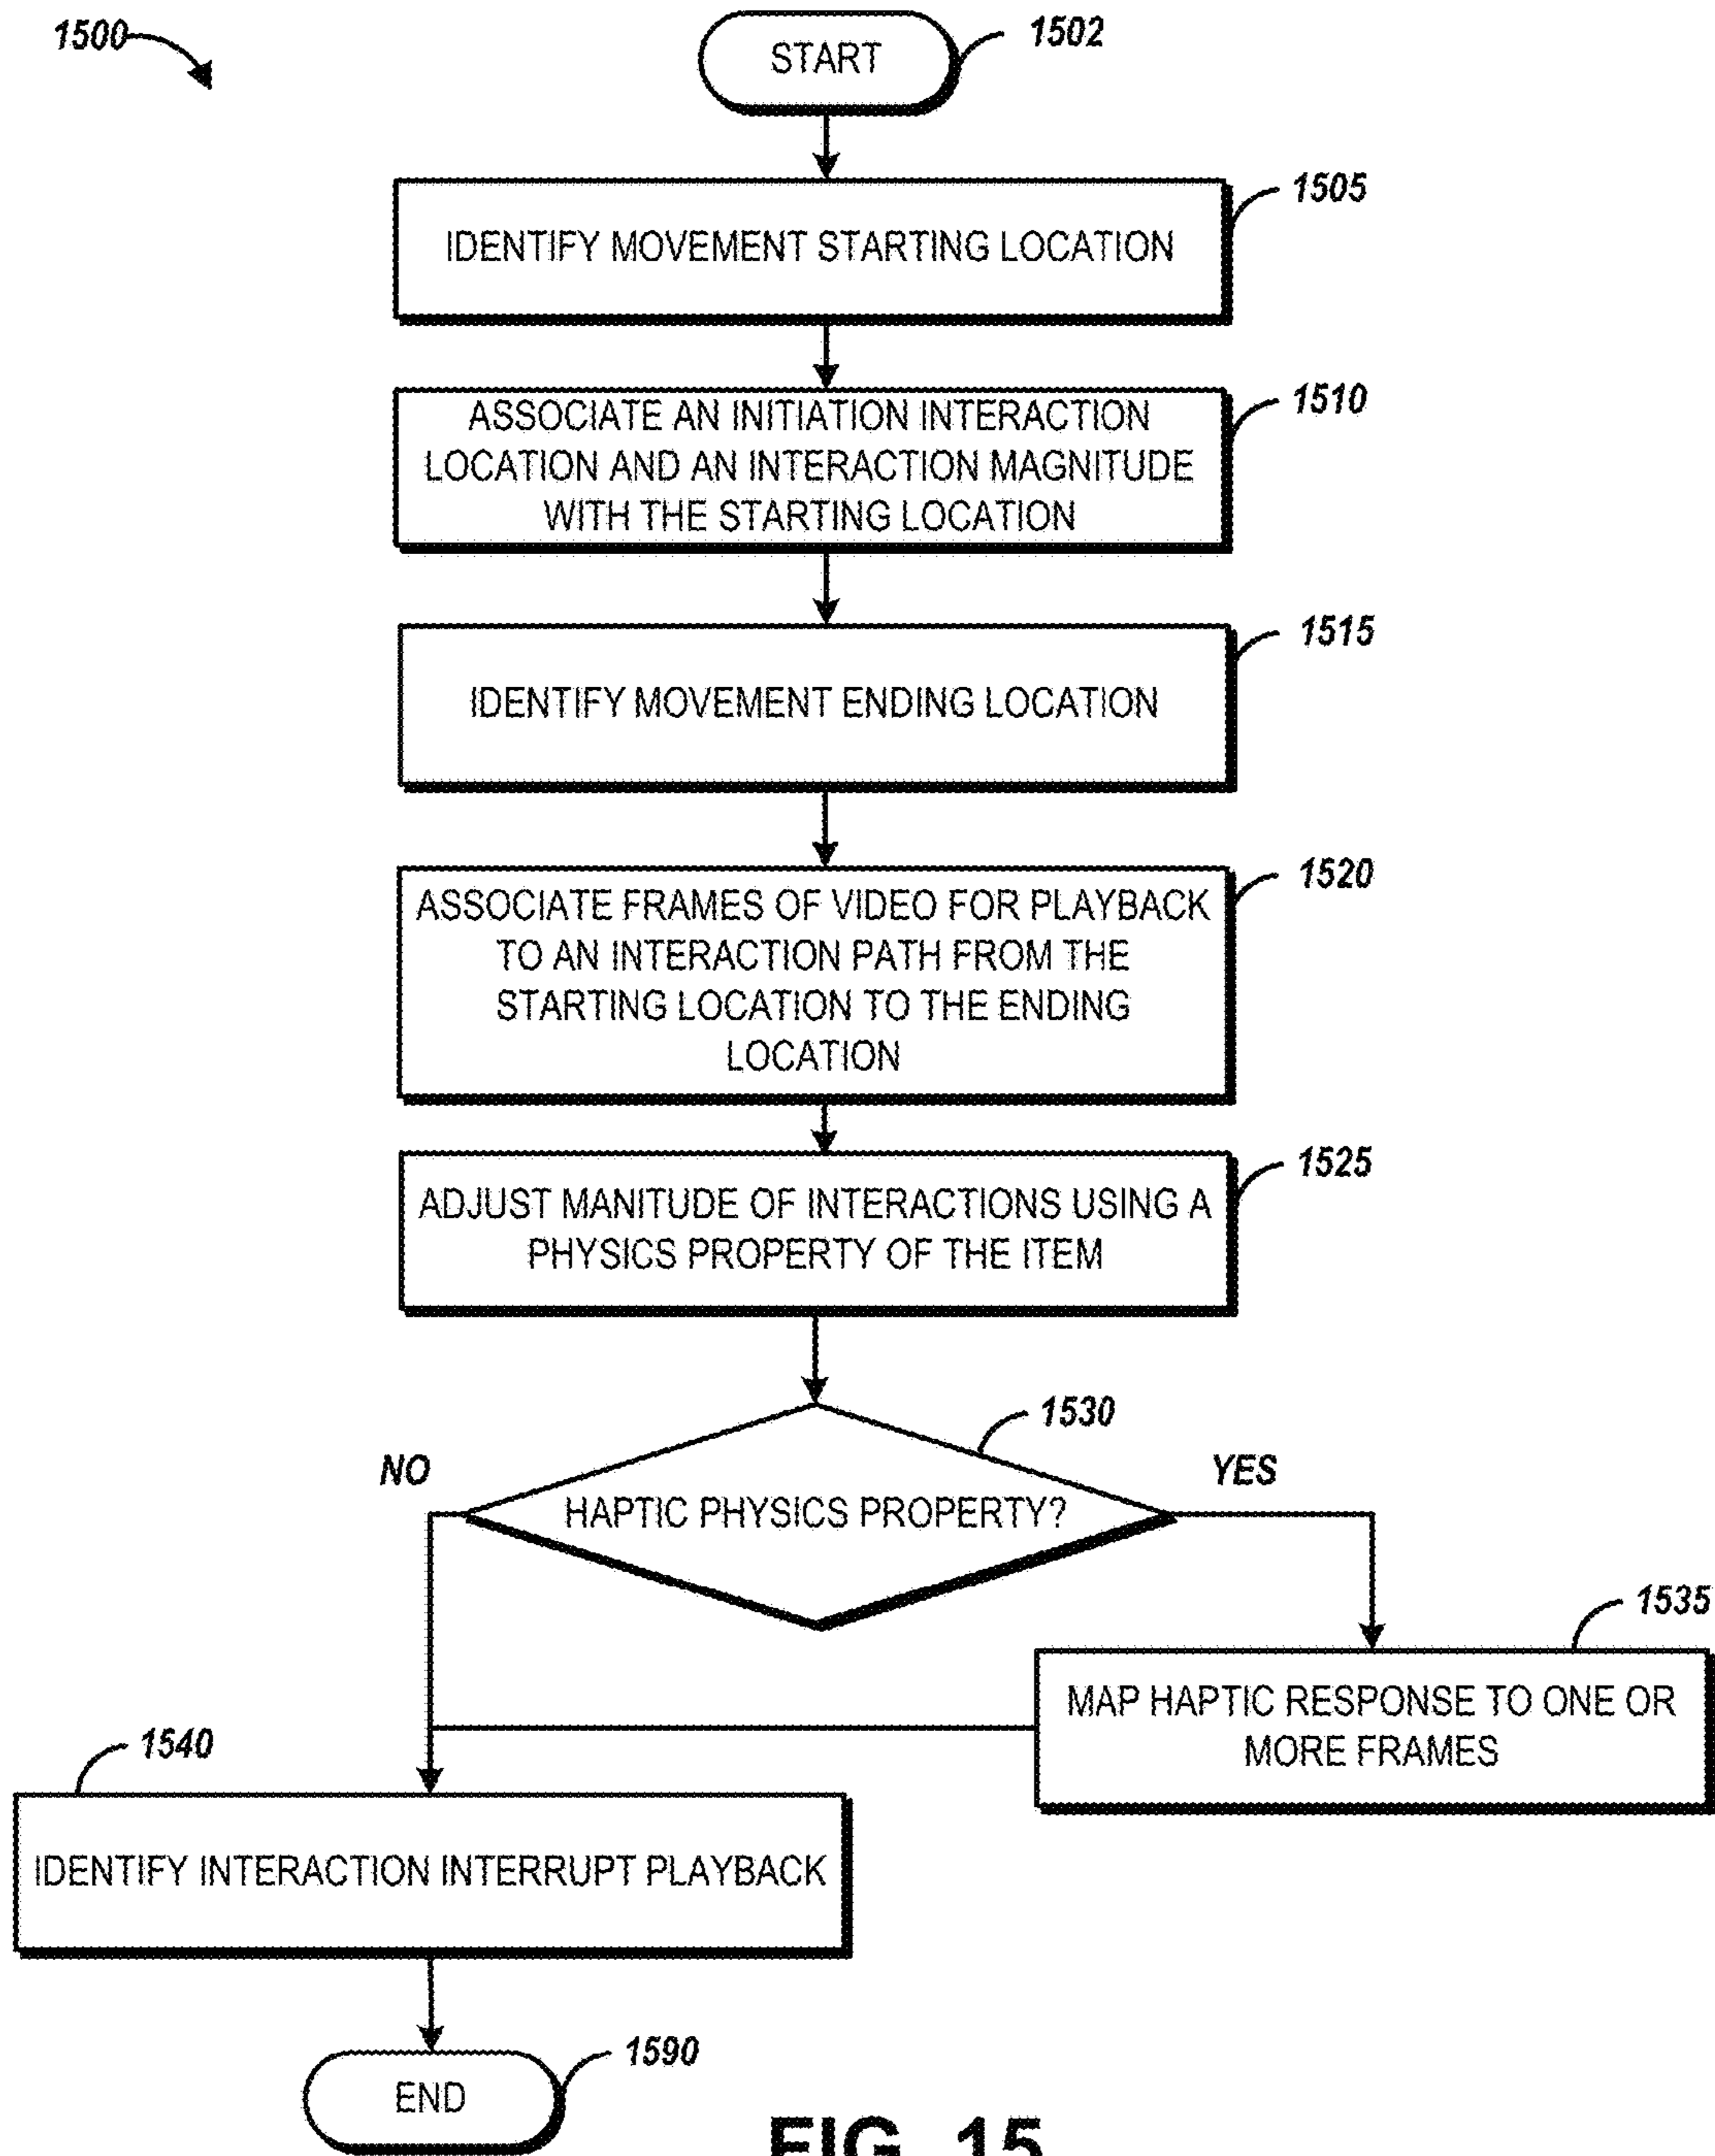 1500
START
1502
1505
IDENTIFY MOVEMENT STARTING LOCATION
1510
ASSOCIATE AN INITIATION INTERACTION
LOCATION AND AN INTERACTION MAGNITUDE
WITH THE STARTING LOCATION
1515
IDENTIFY MOVEMENT ENDING LOCATION
1520
ASSOCIATE FRAMES OF VIDEO FOR PLAYBACK
TO AN INTERACTION PATH FROM THE
STARTING LOCATION TO THE ENDING
LOCATION
1525
ADJUST MANITUDE OF INTERACTIONS USING A
PHYSICS PROPERTY OF THE ITEM
1530
NO
YES
HAPTIC PHYSICS PROPERTY?
1535
MAP HAPTIC RESPONSE TO ONE OR
MORE FRAMES
1540
IDENTIFY INTERACTION INTERRUPT PLAYBACK
1590
END
FIG. 15